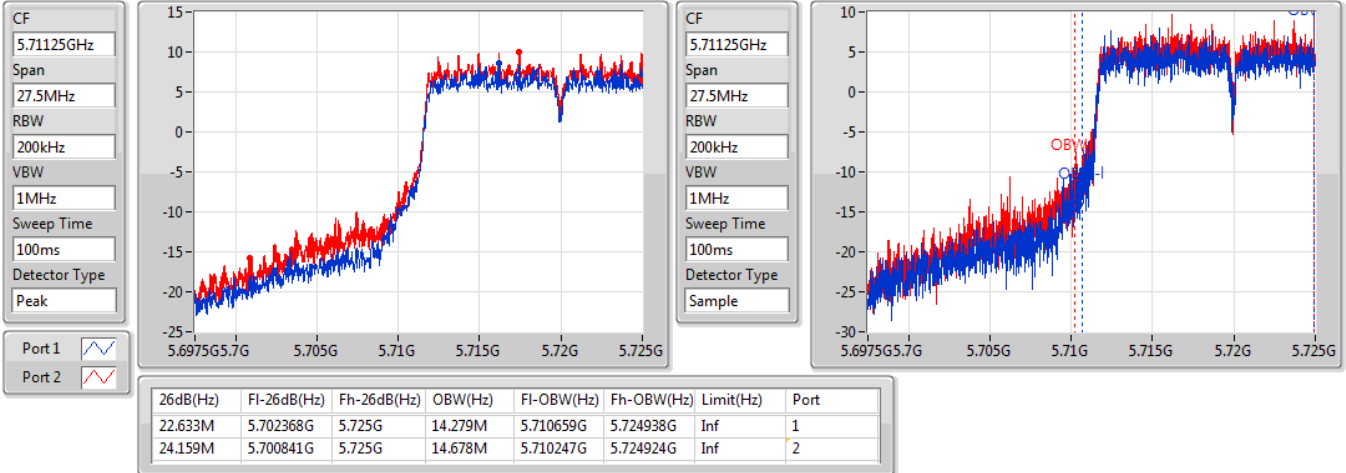 CF
5.71125GHz
Span
27.5MHz
RBW
200kHz
VBW
1MHz
Sweep Time
100ms
Detector Type
Peak
Port 1
Port 2
15
10
5
0
-5
-10
-15
-20
-25
5.6975G 5.7G 5.705G 5.71G 5.715G 5.72G 5.725G
CF
5.71125GHz
Span
27.5MHz
RBW
200kHz
VBW
1MHz
Sweep Time
100ms
Detector Type
Sample
10
5
0
-5
-10
-15
-20
-25
-30
5.6975G 5.7G 5.705G 5.71G 5.715G 5.72G 5.725G
26dB(Hz) Fl-26dB(Hz) Fh-26dB(Hz) OBW(Hz) Fl-OBW(Hz) Fh-OBW(Hz) Limit(Hz) Port
22.633M 5.702368G 5.725G 14.279M 5.710659G 5.724938G Inf 1
24.159M 5.700841G 5.725G 14.678M 5.710247G 5.724924G Inf 2